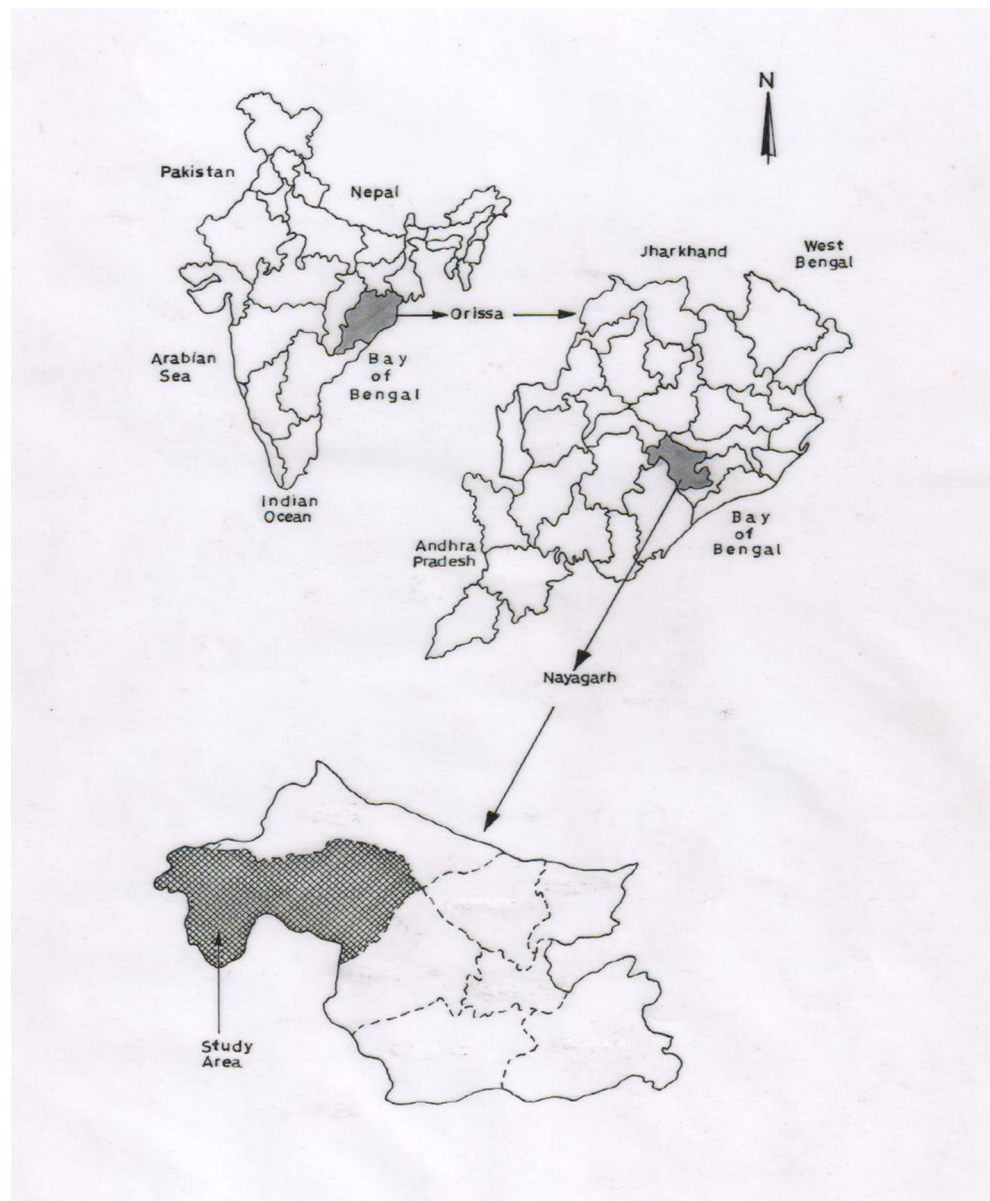 N
Pakistan
Nepal
Jharkhand
West
Bengal
Orissa
Arabian
Sea
Bay
of
Bengal
Indian
Ocean
Andhra
Pradesh
Bay
of
Bengal
Nayagarh
Study
Area